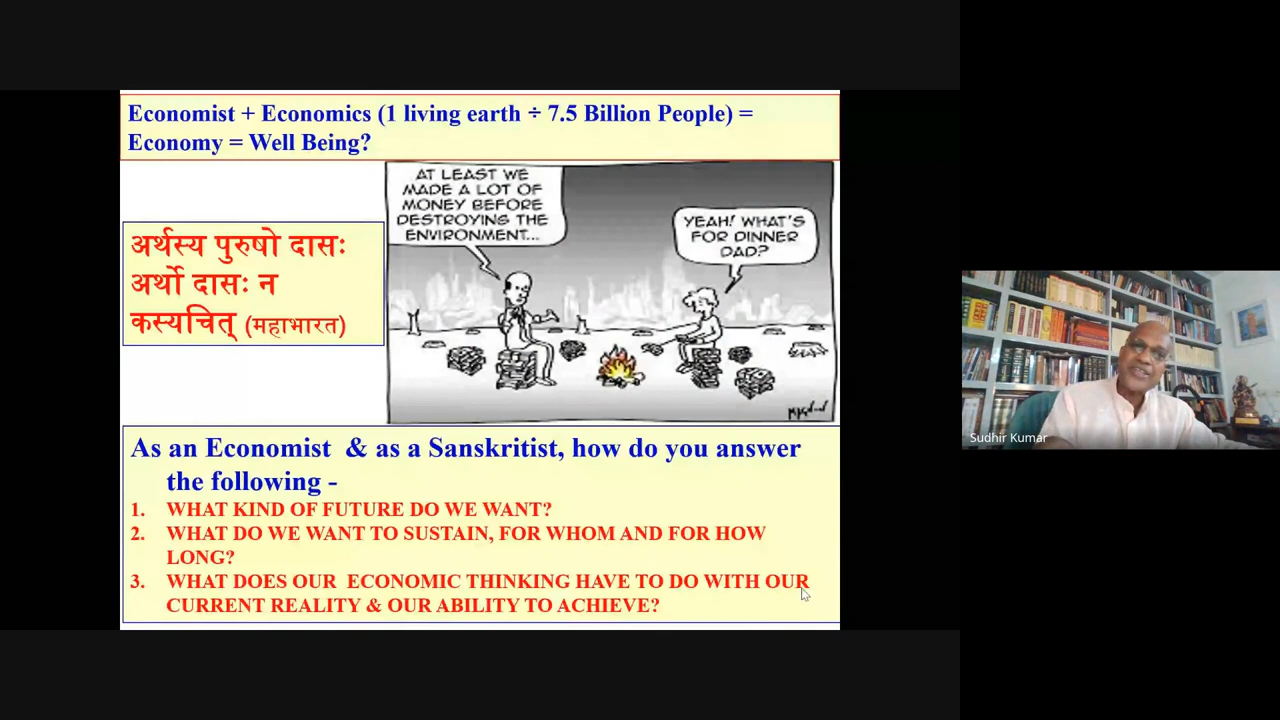 Economist + Economics (1 living earth ÷ 7.5 Billion People) =
Economy = Well Being?
AT LEAST WE
MADE A LOT OF
MONEY BEFORE
DESTROYING THE
ENVIRONMENT...
YEAH! WHAT'S
FOR DINNER
DAD?
अर्थस्य पुरुषो दासः
अर्थो दासः न
कस्यचित् (महाभारत)
As an Economist & as a Sanskritist, how do you answer
the following -
1. WHAT KIND OF FUTURE DO WE WANT?
2. WHAT DO WE WANT TO SUSTAIN, FOR WHOM AND FOR HOW
LONG?
3. WHAT DOES OUR ECONOMIC THINKING HAVE TO DO WITH OUR
CURRENT REALITY & OUR ABILITY TO ACHIEVE?
Sudhir Kumar